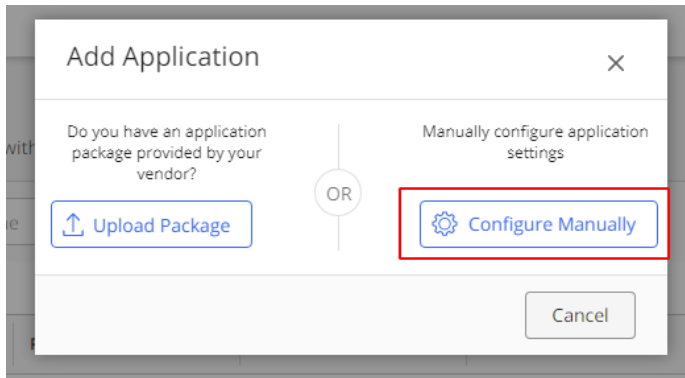 Add Application
Do you have an application
package provided by your
vendor?
Upload Package
OR
Manually configure application
settings
Configure Manually
Cancel
with